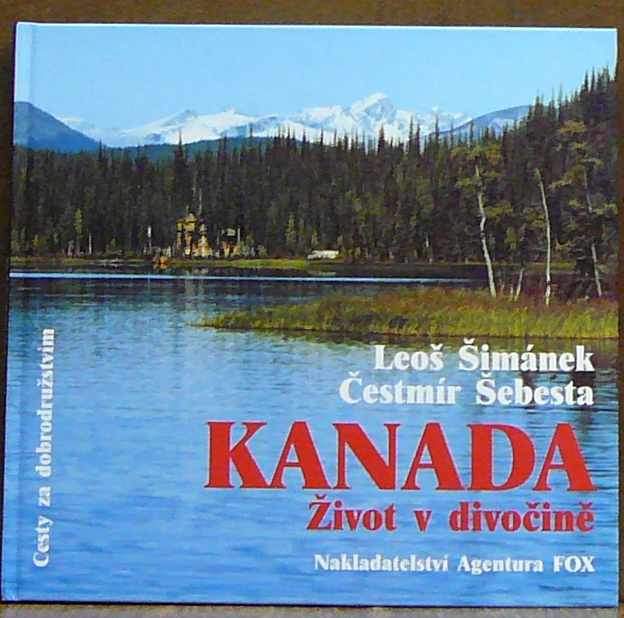 Leoš Šimánek
Čestmír Šebesta
KANADA
Život v divočině
Nakladatelství Agentura FOX
Cesty za dobrodružstvím